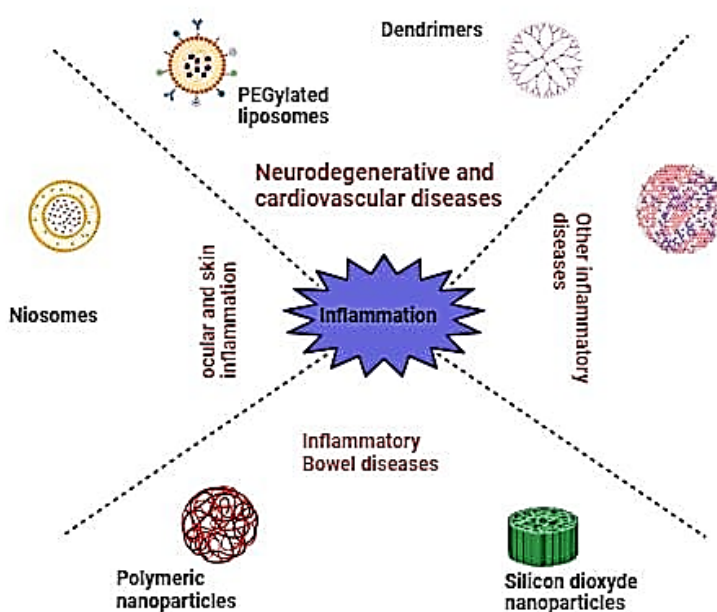 Dendrimers
PEGylated
liposomes
Neurodegenerative and
cardiovascular diseases
Niosomes
ocular and skin
inflammation
Inflammation
Other inflammatory
diseases
Inflammatory
Bowel diseases
Polymeric
nanoparticles
Silicon dioxyde
nanoparticles